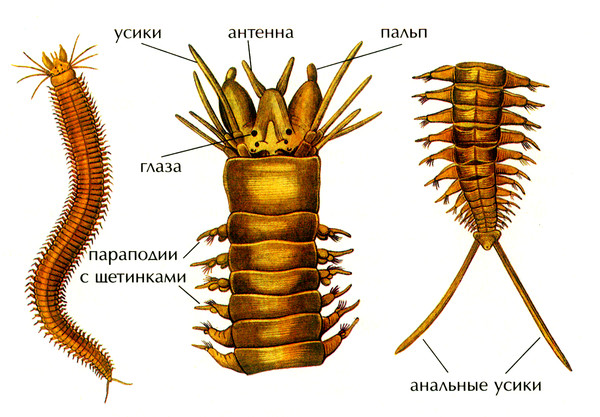 усики
антенна
пальп
глаза
параподии
с щетинками
анальные усики